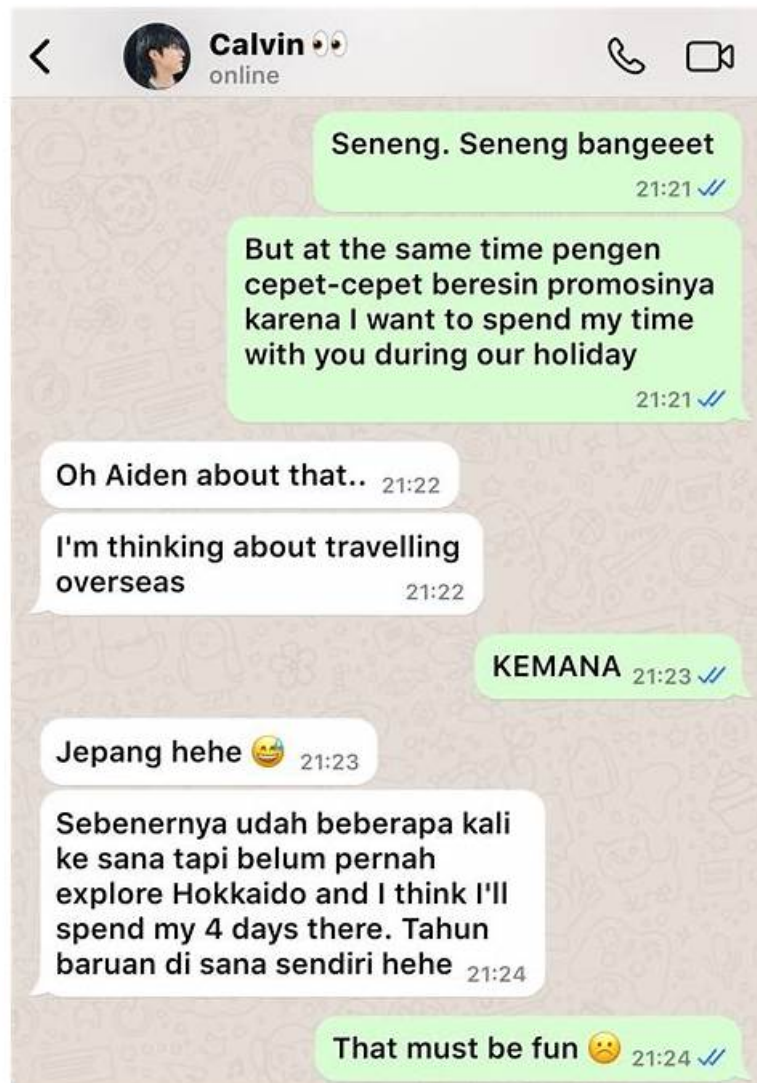 Calvin 👀
online
Seneng. Seneng bangeeet
21:21
But at the same time pengen
cepet-cepet beresin promosinya
karena I want to spend my time
with you during our holiday
21:21
Oh Aiden about that.. 21:22
I'm thinking about travelling
overseas 21:22
KEMANA 21:23
Jepang hehe 😅 21:23
Sebenernya udah beberapa kali
ke sana tapi belum pernah
explore Hokkaido and I think I'll
spend my 4 days there. Tahun
baruan di sana sendiri hehe 21:24
That must be fun ☹️ 21:24